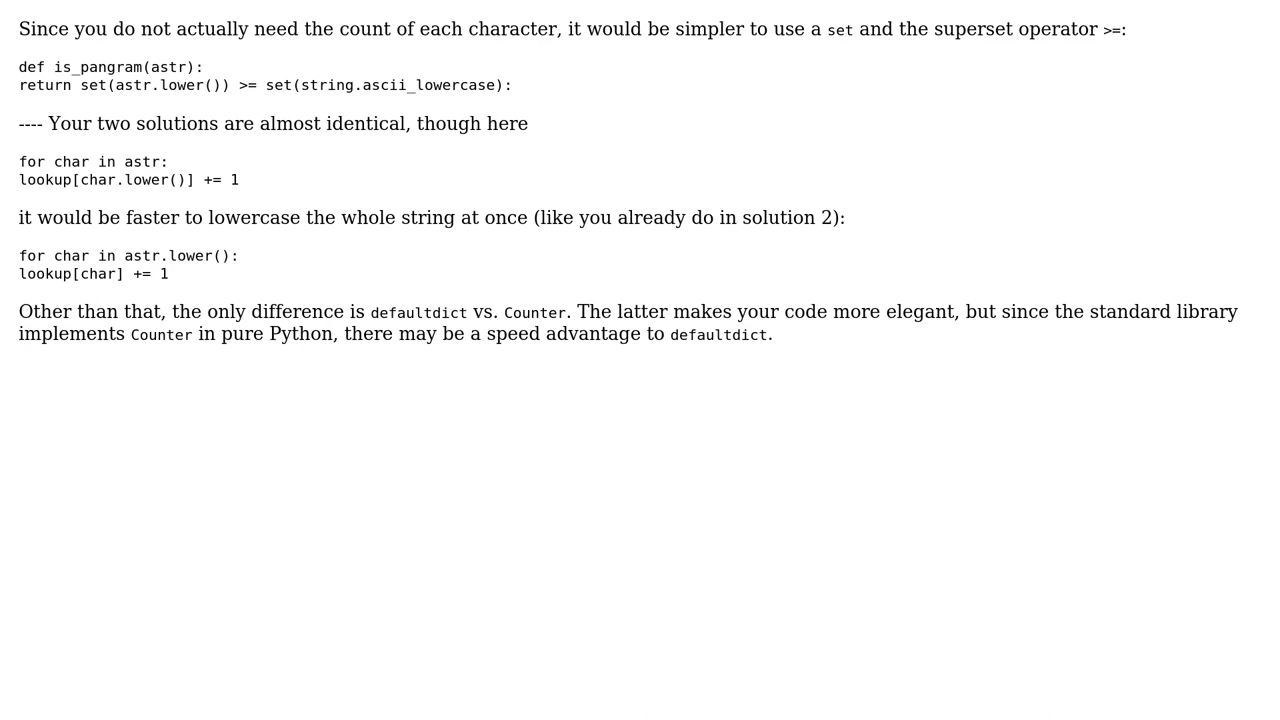 Since you do not actually need the count of each character, it would be simpler to use a set and the superset operator >=:
def is_pangram(astr):
return set(astr.lower()) >= set(string.ascii_lowercase):
---- Your two solutions are almost identical, though here
for char in astr:
lookup[char.lower()] += 1
it would be faster to lowercase the whole string at once (like you already do in solution 2):
for char in astr.lower():
lookup[char] += 1
Other than that, the only difference is defaultdict vs. Counter. The latter makes your code more elegant, but since the standard library
implements Counter in pure Python, there may be a speed advantage to defaultdict.